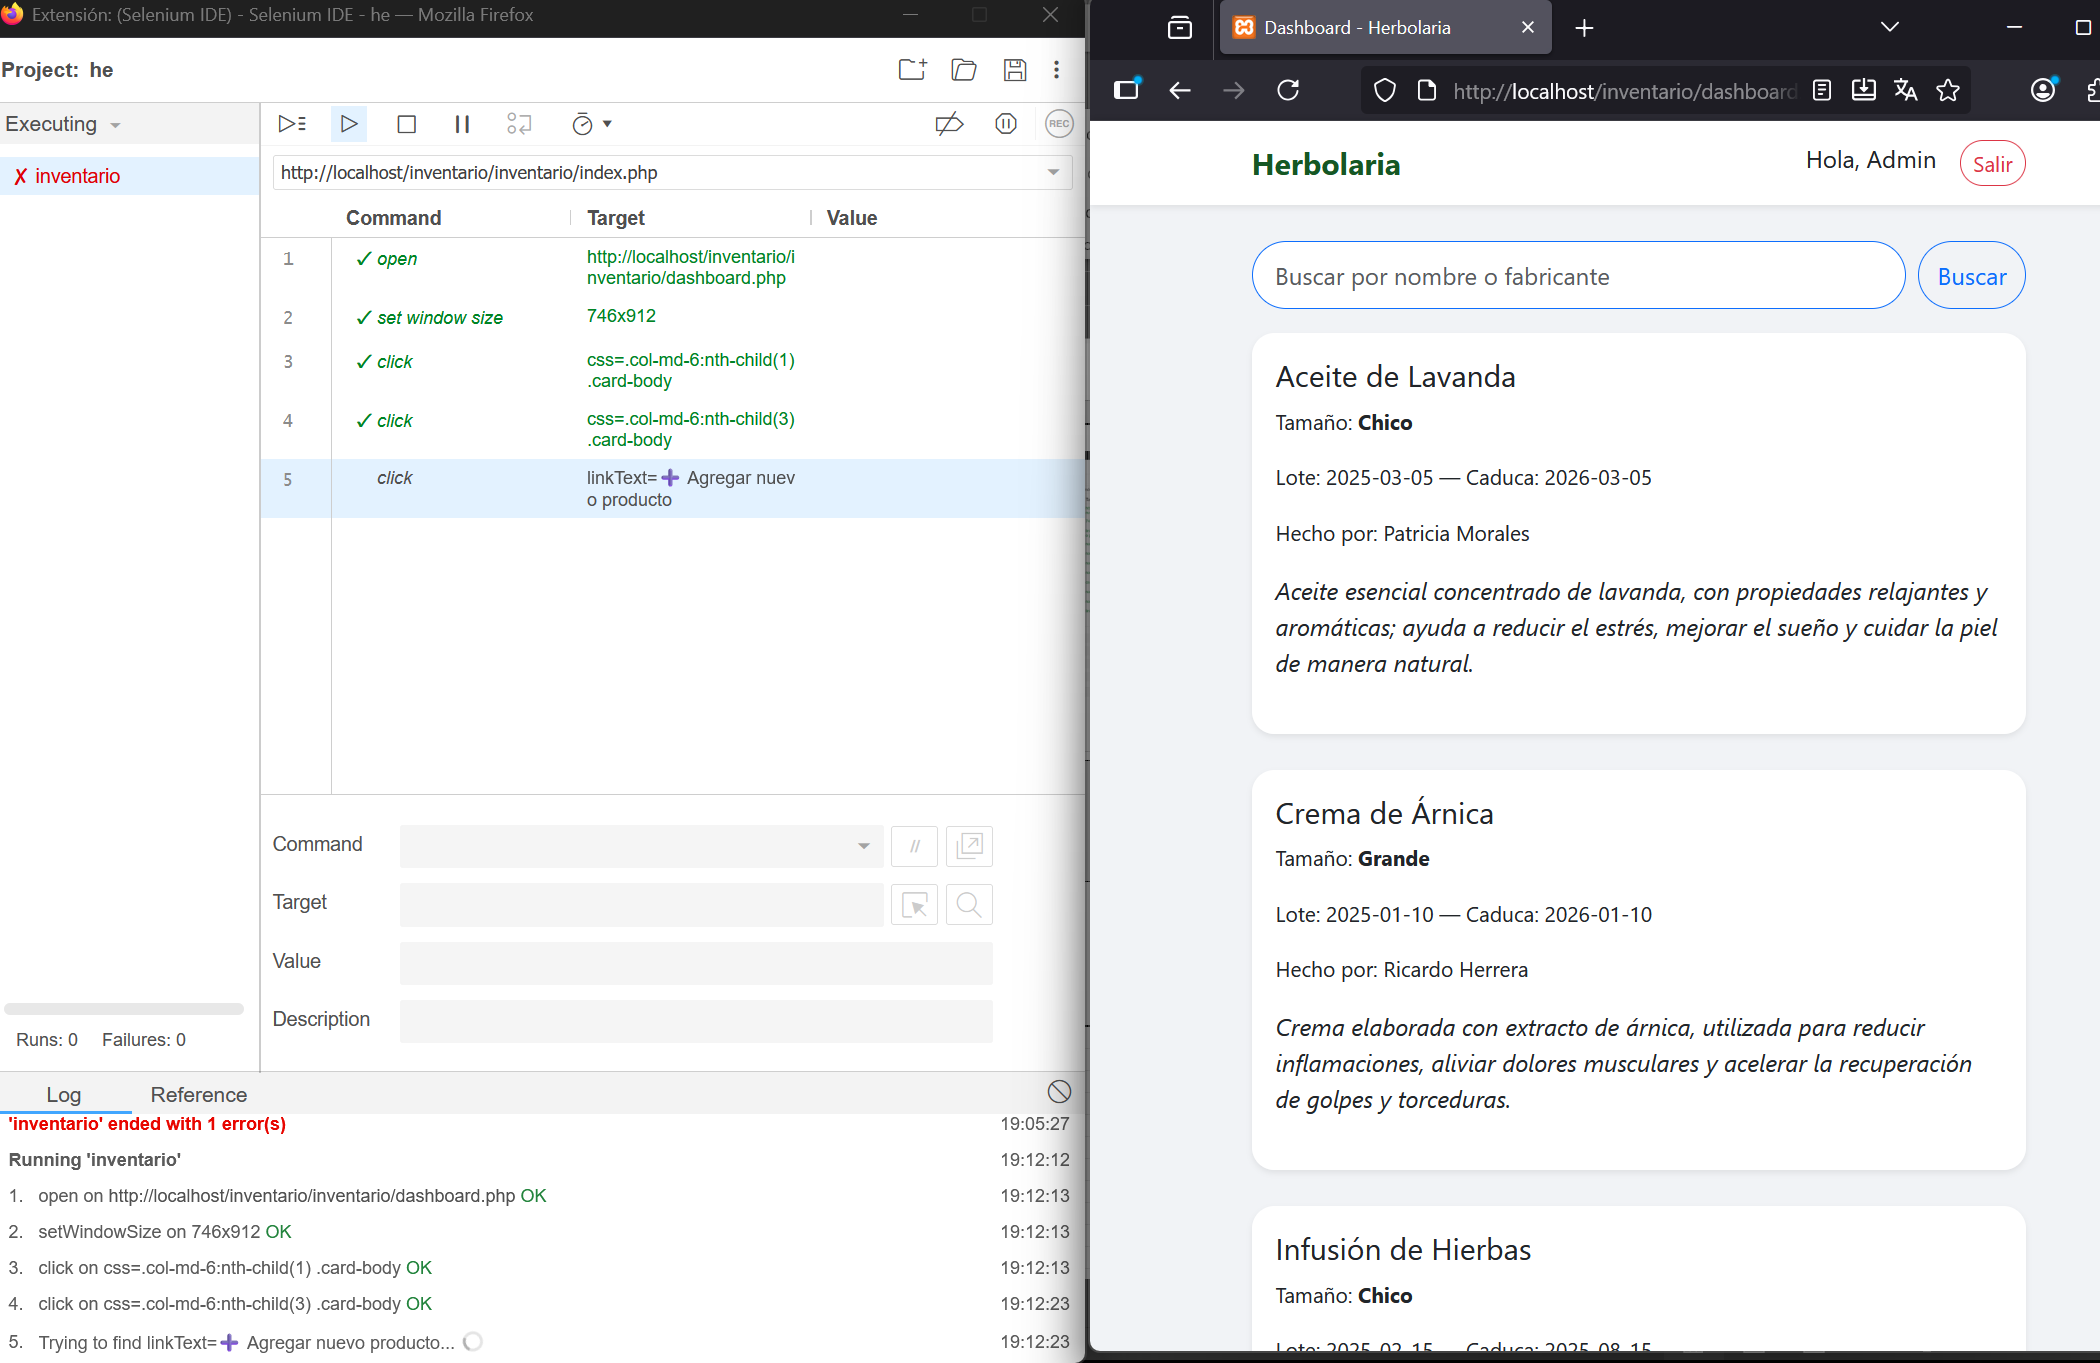 Extensión: (Selenium IDE) - Selenium IDE - he — Mozilla Firefox
Project: he
Executing
✗ inventario
REC
http://localhost/inventario/inventario/index.php
Command Target Value
1 ✓ open http://localhost/inventario/i
nventario/dashboard.php
2 ✓ set window size 746x912
3 ✓ click css=.col-md-6:nth-child(1)
.card-body
4 ✓ click css=.col-md-6:nth-child(3)
.card-body
5 click linkText=➕ Agregar nuev
o producto
Command //
Target
Value
Description
Runs: 0 Failures: 0
Log Reference
'inventario' ended with 1 error(s) 19:05:27
Running 'inventario' 19:12:12
1. open on http://localhost/inventario/inventario/dashboard.php OK 19:12:13
2. setWindowSize on 746x912 OK 19:12:13
3. click on css=.col-md-6:nth-child(1) .card-body OK 19:12:13
4. click on css=.col-md-6:nth-child(3) .card-body OK 19:12:23
5. Trying to find linkText=➕ Agregar nuevo producto... 19:12:23
Dashboard - Herbolaria
http://localhost/inventario/dashboard
Herbolaria Hola, Admin Salir
Buscar por nombre o fabricante Buscar
Aceite de Lavanda
Tamaño: Chico
Lote: 2025-03-05 — Caduca: 2026-03-05
Hecho por: Patricia Morales
Aceite esencial concentrado de lavanda, con propiedades relajantes y
aromáticas; ayuda a reducir el estrés, mejorar el sueño y cuidar la piel
de manera natural.
Crema de Árnica
Tamaño: Grande
Lote: 2025-01-10 — Caduca: 2026-01-10
Hecho por: Ricardo Herrera
Crema elaborada con extracto de árnica, utilizada para reducir
inflamaciones, aliviar dolores musculares y acelerar la recuperación
de golpes y torceduras.
Infusión de Hierbas
Tamaño: Chico
Lote: 2025-02-15 — Caduca: 2025-08-15